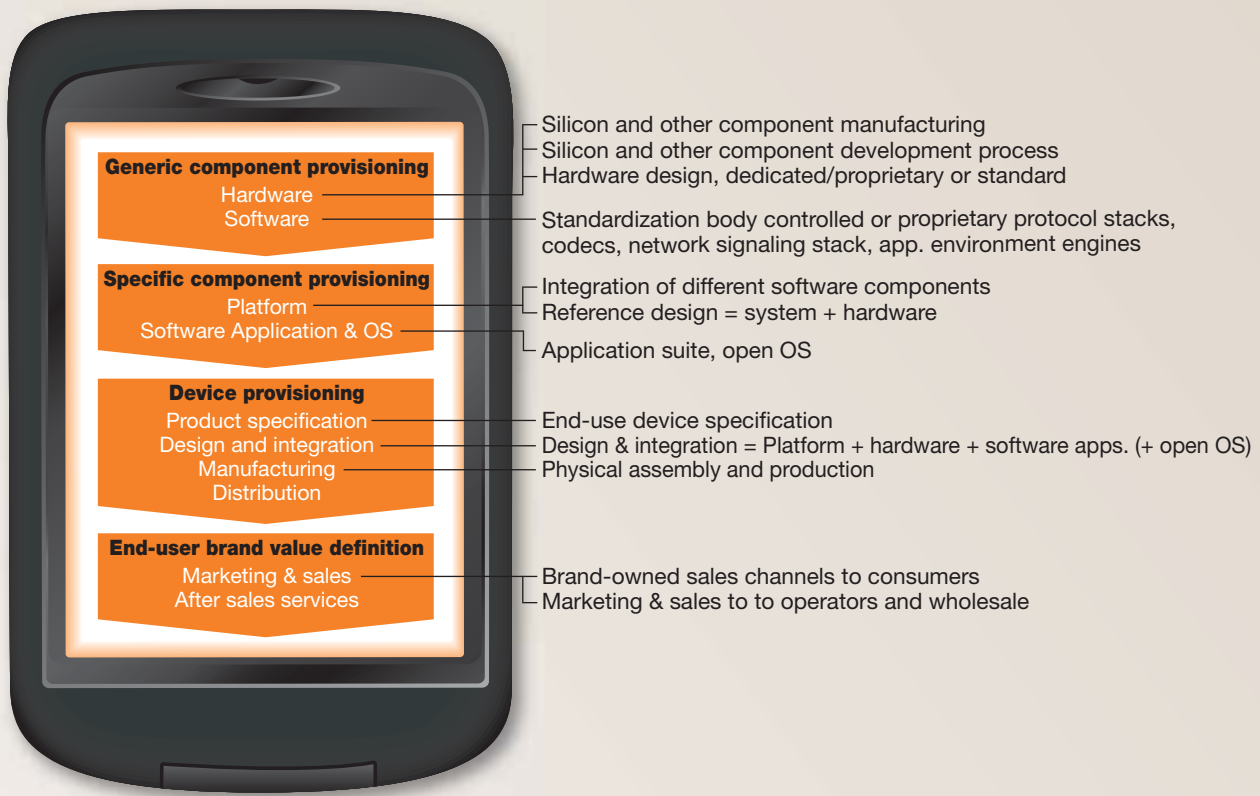 Generic component provisioning
Hardware
Software
Silicon and other component manufacturing
Silicon and other component development process
Hardware design, dedicated/proprietary or standard
Standardization body controlled or proprietary protocol stacks,
codecs, network signaling stack, app. environment engines
Specific component provisioning
Platform
Software Application & OS
Integration of different software components
Reference design = system + hardware
Application suite, open OS
Device provisioning
Product specification
Design and integration
Manufacturing
Distribution
End-use device specification
Design & integration = Platform + hardware + software apps. (+ open OS)
Physical assembly and production
End-user brand value definition
Marketing & sales
After sales services
Brand-owned sales channels to consumers
Marketing & sales to to operators and wholesale